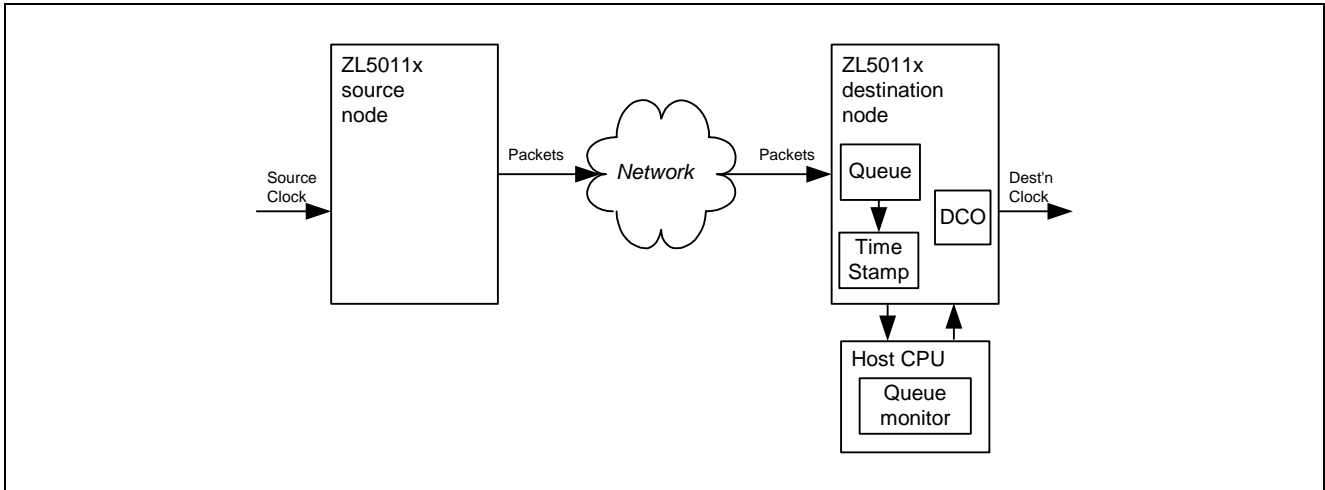 ZL5011x
source
node
Source
Clock
Packets
Network
Packets
ZL5011x
destination
node
Queue
Time
Stamp
DCO
Dest'n
Clock
Host CPU
Queue
monitor